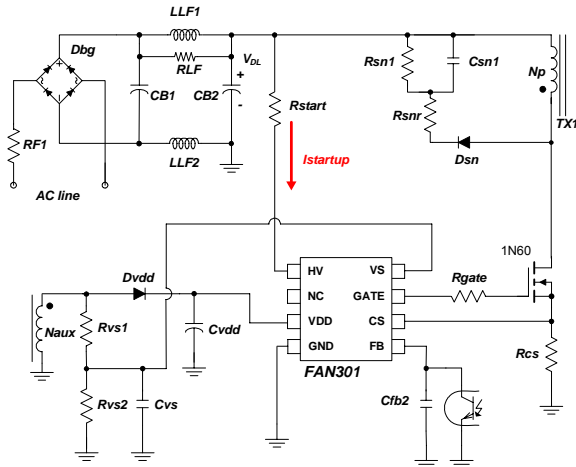 LLF1
Dbg
RLF
VDL
+
-
CB1
CB2
Rstart
Rsn1
Csn1
Np
Rsnr
TX1
RF1
LLF2
Dsn
AC line
Istartup
1N60
HV
VS
NC
GATE
VDD
CS
GND
FB
FAN301
Rgate
Dvdd
Naux
Rvs1
Cvdd
Rvs2
Cvs
Cfb2
Rcs